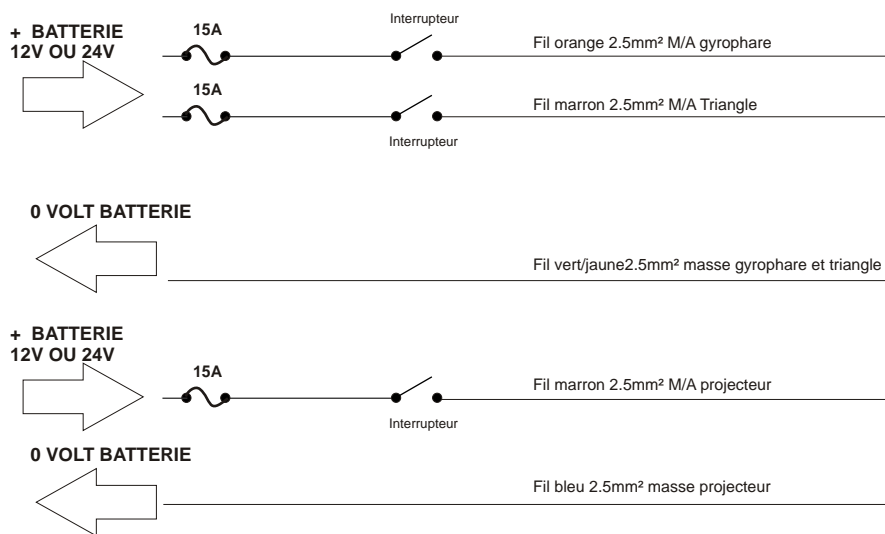 + BATTERIE
12V OU 24V
15A
Interrupteur
Fil orange 2.5mm² M/A gyrophare
15A
Fil marron 2.5mm² M/A Triangle
Interrupteur
0 VOLT BATTERIE
Fil vert/jaune2.5mm² masse gyrophare et triangle
+ BATTERIE
12V OU 24V
15A
Fil marron 2.5mm² M/A projecteur
Interrupteur
0 VOLT BATTERIE
Fil bleu 2.5mm² masse projecteur